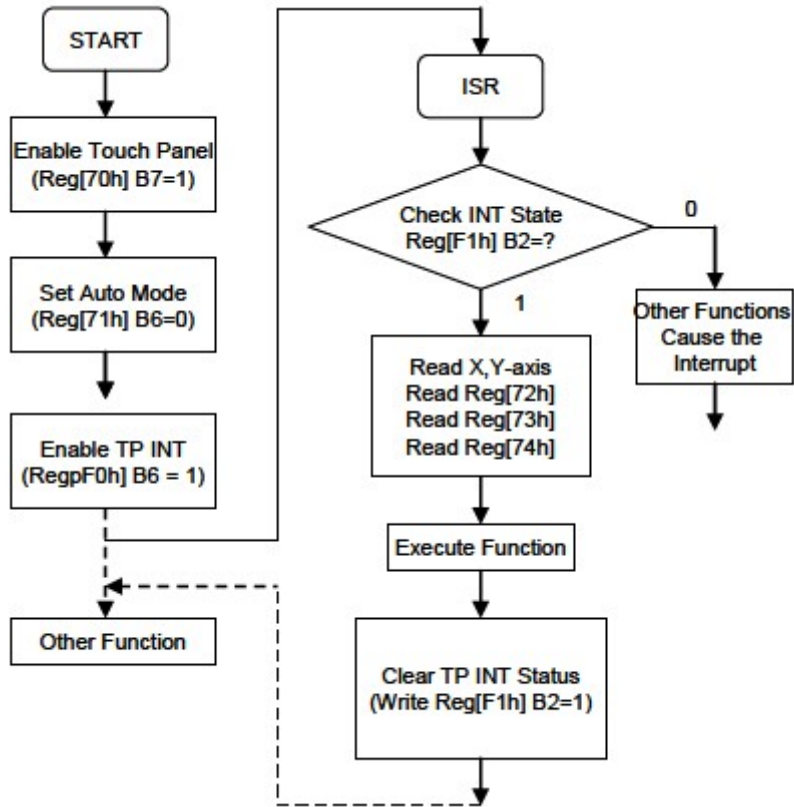 START
Enable Touch Panel
(Reg[70h] B7=1)
Set Auto Mode
(Reg[71h] B6=0)
Enable TP INT
(RegpF0h] B6 = 1)
Other Function
ISR
Check INT State
Reg[F1h] B2=?
0
1
Other Functions
Cause the
Interrupt
Read X,Y-axis
Read Reg[72h]
Read Reg[73h]
Read Reg[74h]
Execute Function
Clear TP INT Status
(Write Reg[F1h] B2=1)